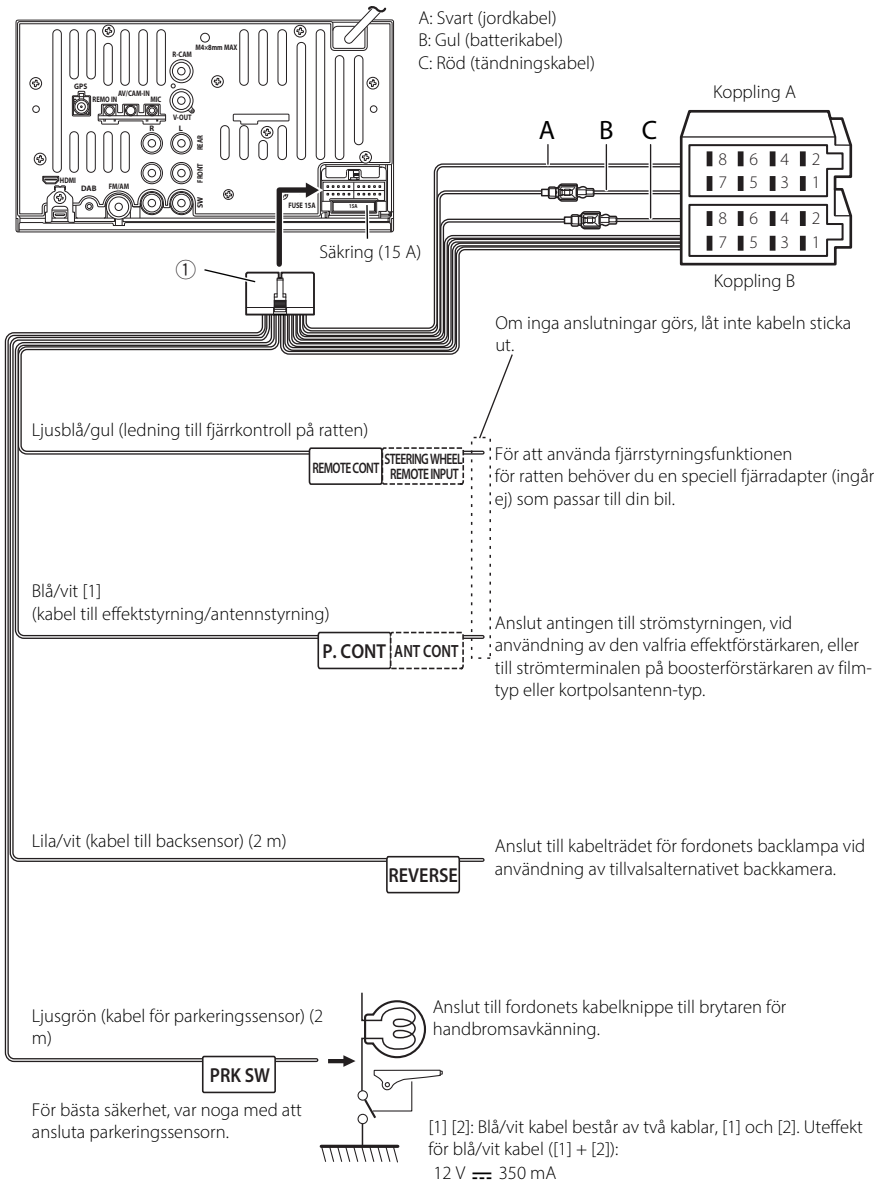 A: Svart (jordkabel)
B: Gul (batterikabel)
C: Röd (tändningskabel)
M4×8mm MAX
R-CAM
GPS
AV/CAM-IN
REMO IN
MIC
V-OUT
R
L
REAR
FRONT
SW
HDMI
DAB
FM/AM
FUSE 15A
15A
Säkring (15 A)
①
A
B
C
Koppling A
8 6 4 2
7 5 3 1
8 6 4 2
7 5 3 1
Koppling B
Om inga anslutningar görs, låt inte kabeln sticka
ut.
Ljusblå/gul (ledning till fjärrkontroll på ratten)
REMOTE CONT
STEERING WHEEL
REMOTE INPUT
För att använda fjärrstyrningsfunktionen
för ratten behöver du en speciell fjärradapter (ingår
ej) som passar till din bil.
Blå/vit [1]
(kabel till effektstyrning/antennstyrning)
P. CONT
ANT CONT
Anslut antingen till strömstyrningen, vid
användning av den valfria effektförstärkaren, eller
till strömterminalen på boosterförstärkaren av film-
typ eller kortpolsantenn-typ.
Lila/vit (kabel till backsensor) (2 m)
REVERSE
Anslut till kabelträdet för fordonets backlampa vid
användning av tillvalsalternativet backkamera.
Ljusgrön (kabel för parkeringssensor) (2
m)
PRK SW
Anslut till fordonets kabelknippe till brytaren för
handbromsavkänning.
För bästa säkerhet, var noga med att
ansluta parkeringssensorn.
[1] [2]: Blå/vit kabel består av två kablar, [1] och [2]. Uteffekt
för blå/vit kabel ([1] + [2]):
12 V ⎓ 350 mA